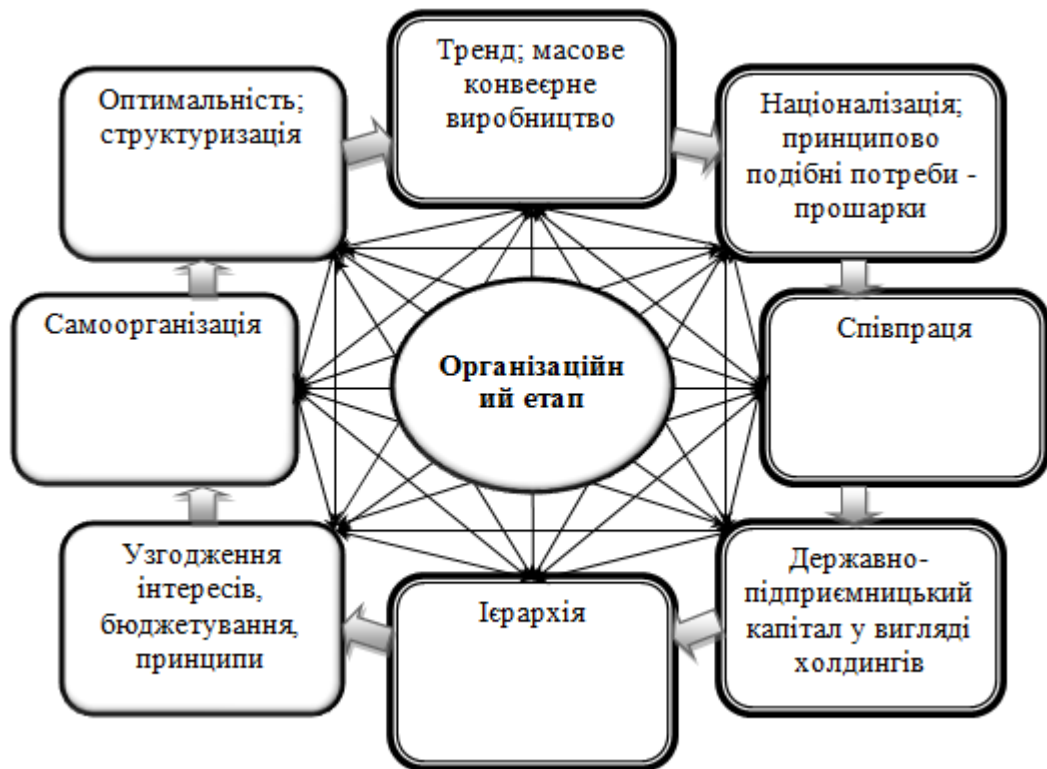 Тренд; масове
конвеєрне
виробництво
Оптимальність;
структуризація
Націоналізація;
принципово
подібні потреби -
прошарки
Самоорганізація
Організаційн
ий етап
Співпраця
Узгодження
інтересів,
бюджетування,
принципи
Ієрархія
Державно-
підприємницький
капітал у вигляді
холдингів